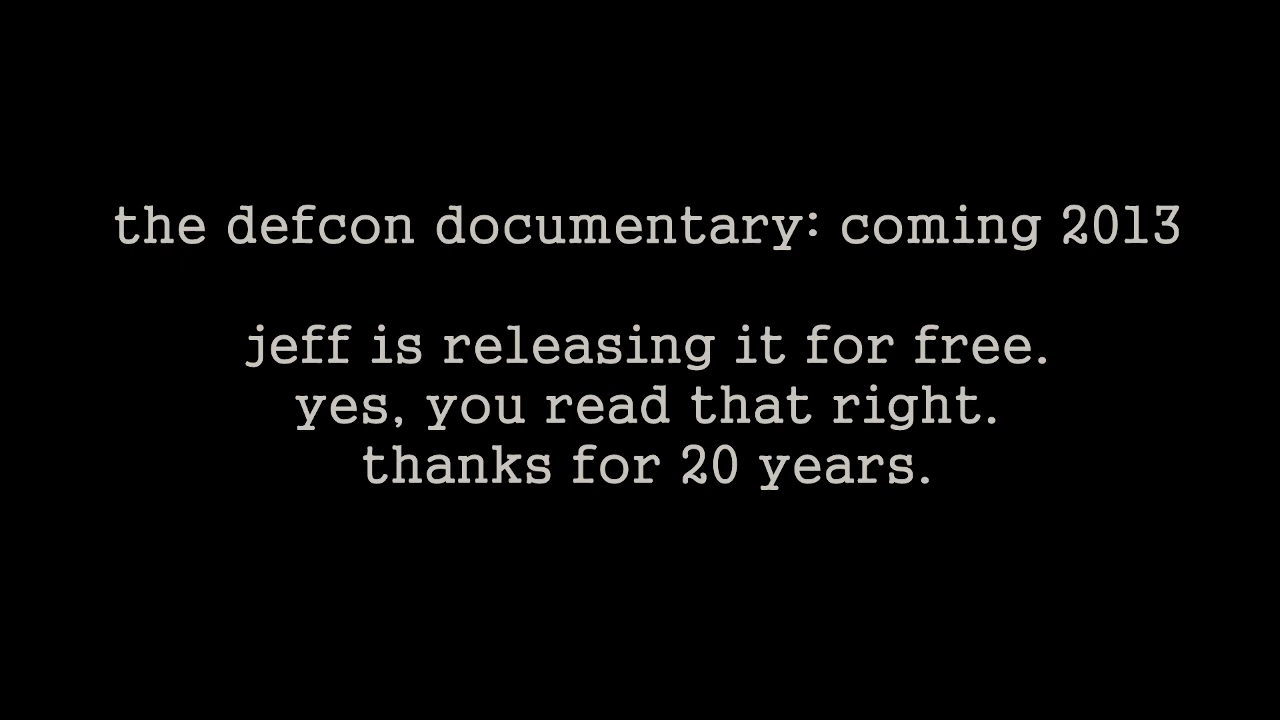 the defcon documentary: coming 2013
jeff is releasing it for free.
yes, you read that right.
thanks for 20 years.